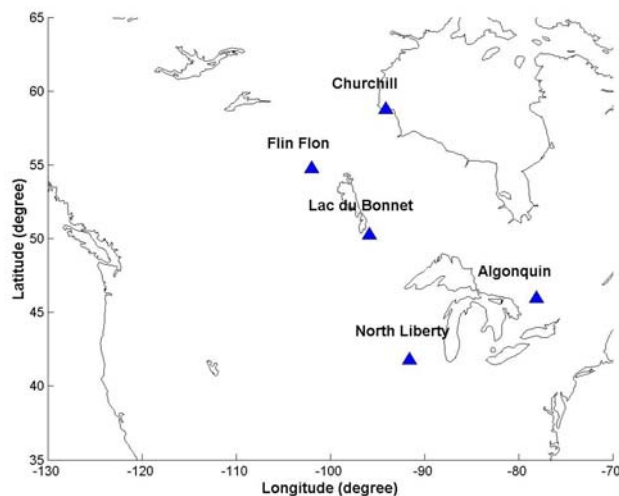 65
60
55
50
45
40
35
Latitude (degree)
Churchill
Flin Flon
Lac du Bonnet
Algonquin
North Liberty
-130
-120
-110
-100
-90
-80
-70
Longitude (degree)